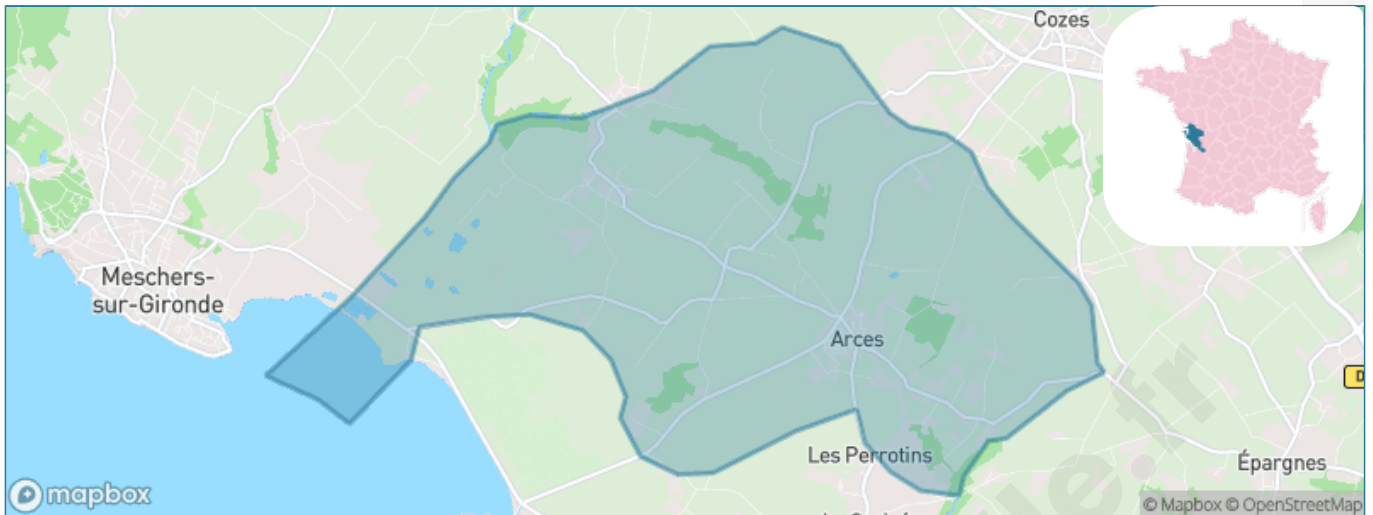 Cozes
Meschers-
sur-Gironde
Arces
D
Les Perrotins
Épargnes
mapbox
© Mapbox © OpenStreetMap